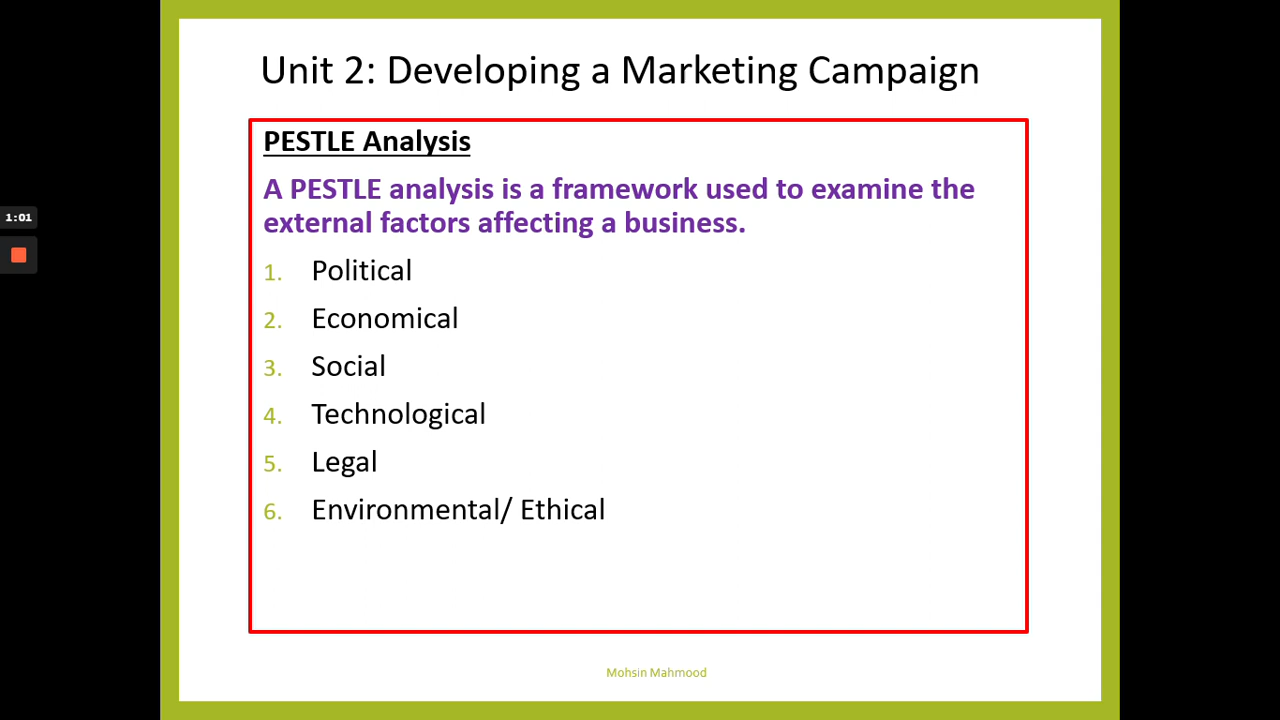 Unit 2: Developing a Marketing Campaign
PESTLE Analysis
A PESTLE analysis is a framework used to examine the
external factors affecting a business.
1. Political
2. Economical
3. Social
4. Technological
5. Legal
6. Environmental/ Ethical
1:01
Mohsin Mahmood